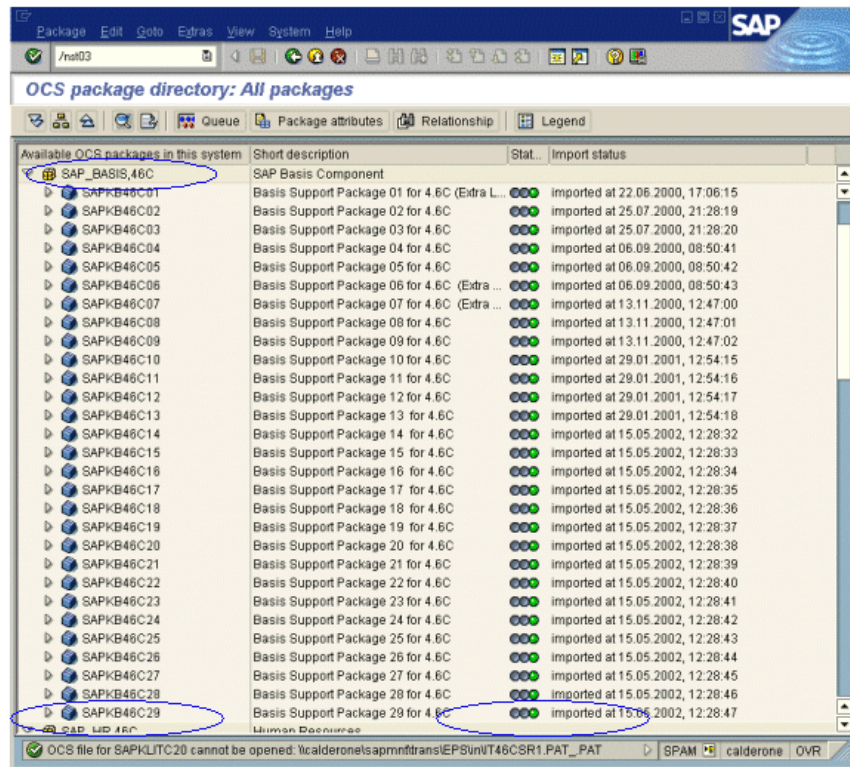 Package Edit Goto Extras View System Help
SAP
/nst03
OCS package directory: All packages
Queue Package attributes Relationship Legend
Available OCS packages in this system Short description Stat... Import status
SAP_BASIS,46C SAP Basis Component
SAPKB46C01 Basis Support Package 01 for 4.6C (Extra L... imported at 22.06.2000, 17:06:15
SAPKB46C02 Basis Support Package 02 for 4.6C imported at 25.07.2000, 21:28:19
SAPKB46C03 Basis Support Package 03 for 4.6C imported at 25.07.2000, 21:28:20
SAPKB46C04 Basis Support Package 04 for 4.6C imported at 06.09.2000, 08:50:41
SAPKB46C05 Basis Support Package 05 for 4.6C imported at 06.09.2000, 08:50:42
SAPKB46C06 Basis Support Package 06 for 4.6C (Extra ... imported at 06.09.2000, 08:50:43
SAPKB46C07 Basis Support Package 07 for 4.6C (Extra ... imported at 13.11.2000, 12:47:00
SAPKB46C08 Basis Support Package 08 for 4.6C imported at 13.11.2000, 12:47:01
SAPKB46C09 Basis Support Package 09 for 4.6C imported at 13.11.2000, 12:47:02
SAPKB46C10 Basis Support Package 10 for 4.6C imported at 29.01.2001, 12:54:15
SAPKB46C11 Basis Support Package 11 for 4.6C imported at 29.01.2001, 12:54:16
SAPKB46C12 Basis Support Package 12 for 4.6C imported at 29.01.2001, 12:54:17
SAPKB46C13 Basis Support Package 13 for 4.6C imported at 29.01.2001, 12:54:18
SAPKB46C14 Basis Support Package 14 for 4.6C imported at 15.05.2002, 12:28:32
SAPKB46C15 Basis Support Package 15 for 4.6C imported at 15.05.2002, 12:28:33
SAPKB46C16 Basis Support Package 16 for 4.6C imported at 15.05.2002, 12:28:34
SAPKB46C17 Basis Support Package 17 for 4.6C imported at 15.05.2002, 12:28:35
SAPKB46C18 Basis Support Package 18 for 4.6C imported at 15.05.2002, 12:28:36
SAPKB46C19 Basis Support Package 19 for 4.6C imported at 15.05.2002, 12:28:37
SAPKB46C20 Basis Support Package 20 for 4.6C imported at 15.05.2002, 12:28:38
SAPKB46C21 Basis Support Package 21 for 4.6C imported at 15.05.2002, 12:28:39
SAPKB46C22 Basis Support Package 22 for 4.6C imported at 15.05.2002, 12:28:40
SAPKB46C23 Basis Support Package 23 for 4.6C imported at 15.05.2002, 12:28:41
SAPKB46C24 Basis Support Package 24 for 4.6C imported at 15.05.2002, 12:28:42
SAPKB46C25 Basis Support Package 25 for 4.6C imported at 15.05.2002, 12:28:43
SAPKB46C26 Basis Support Package 26 for 4.6C imported at 15.05.2002, 12:28:44
SAPKB46C27 Basis Support Package 27 for 4.6C imported at 15.05.2002, 12:28:45
SAPKB46C28 Basis Support Package 28 for 4.6C imported at 15.05.2002, 12:28:46
SAPKB46C29 Basis Support Package 29 for 4.6C imported at 15.05.2002, 12:28:47
SAP_HR,46C Human Resources
OCS file for SAPKLITC20 cannot be opened: \\calderone\sapmnt\trans\EPS\in\IT46CSR1.PAT_PAT SPAM calderone OVR